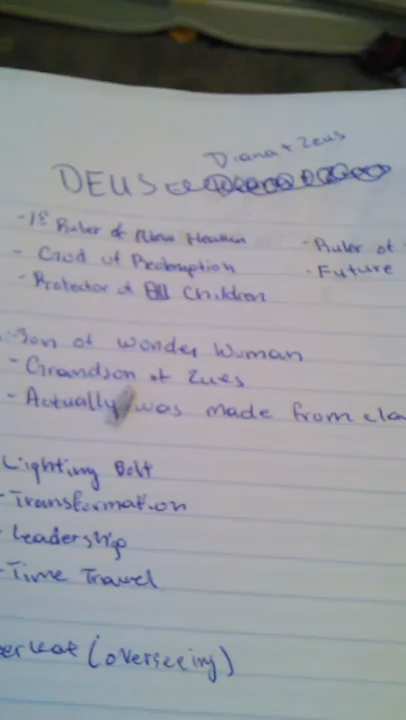 Diana + Zeus
DEUS
- 1st Ruler of New Heaven
- Ruler of
- God of Redemption
- Future
- Protector of Children
- Son of wonder Woman
- Grandson of Zues
- Actually was made from cla
Lighting Bolt
- Transformation
- Leadership
- Time Travel
(overseeing)